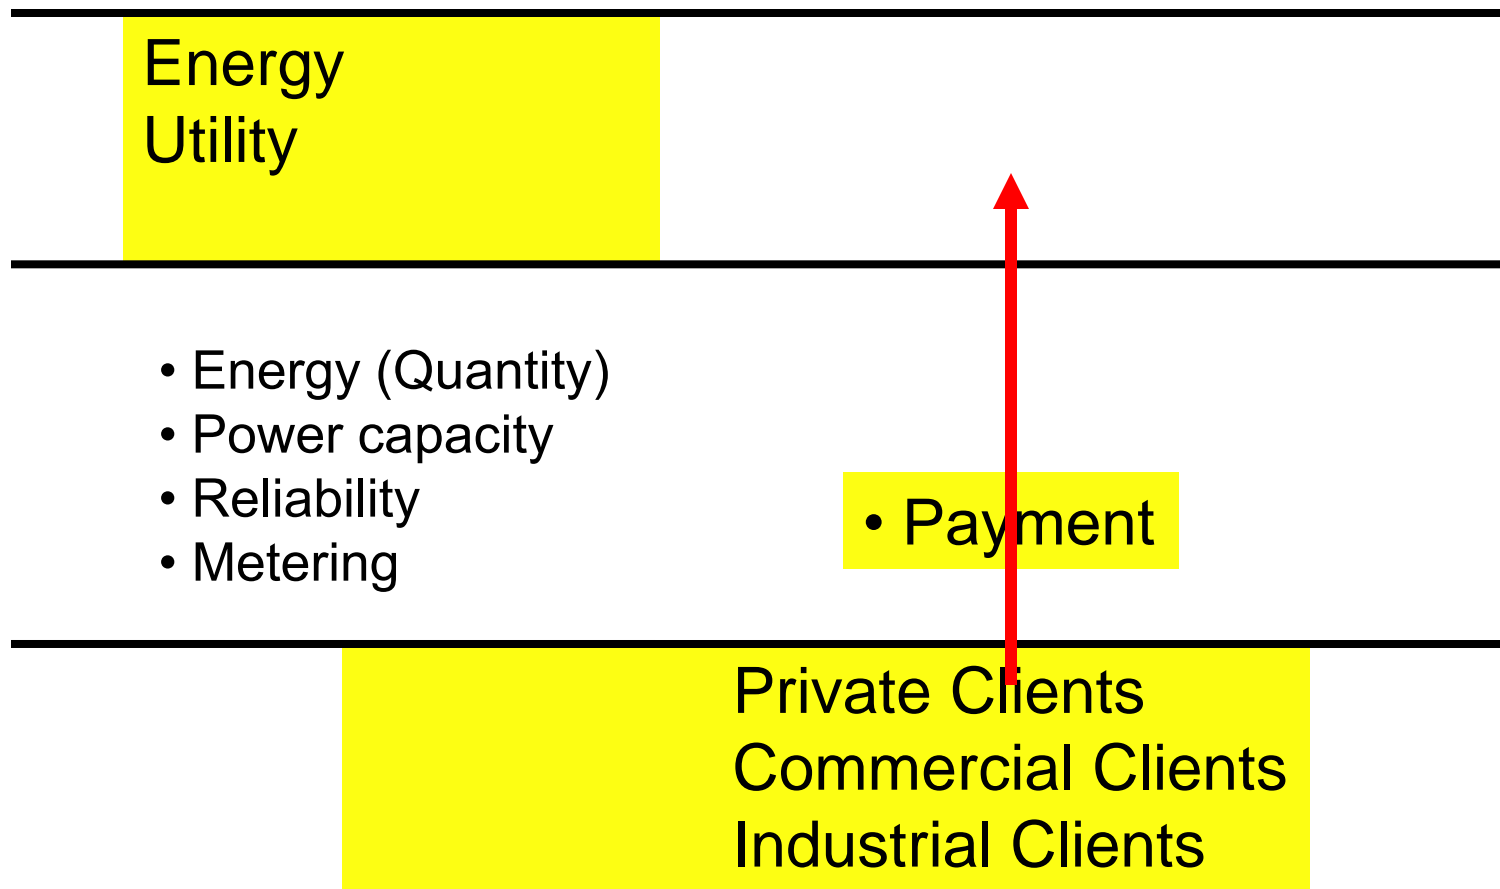 Energy
Utility
• Energy (Quantity)
• Power capacity
• Reliability
• Metering
• Payment
Private Clients
Commercial Clients
Industrial Clients